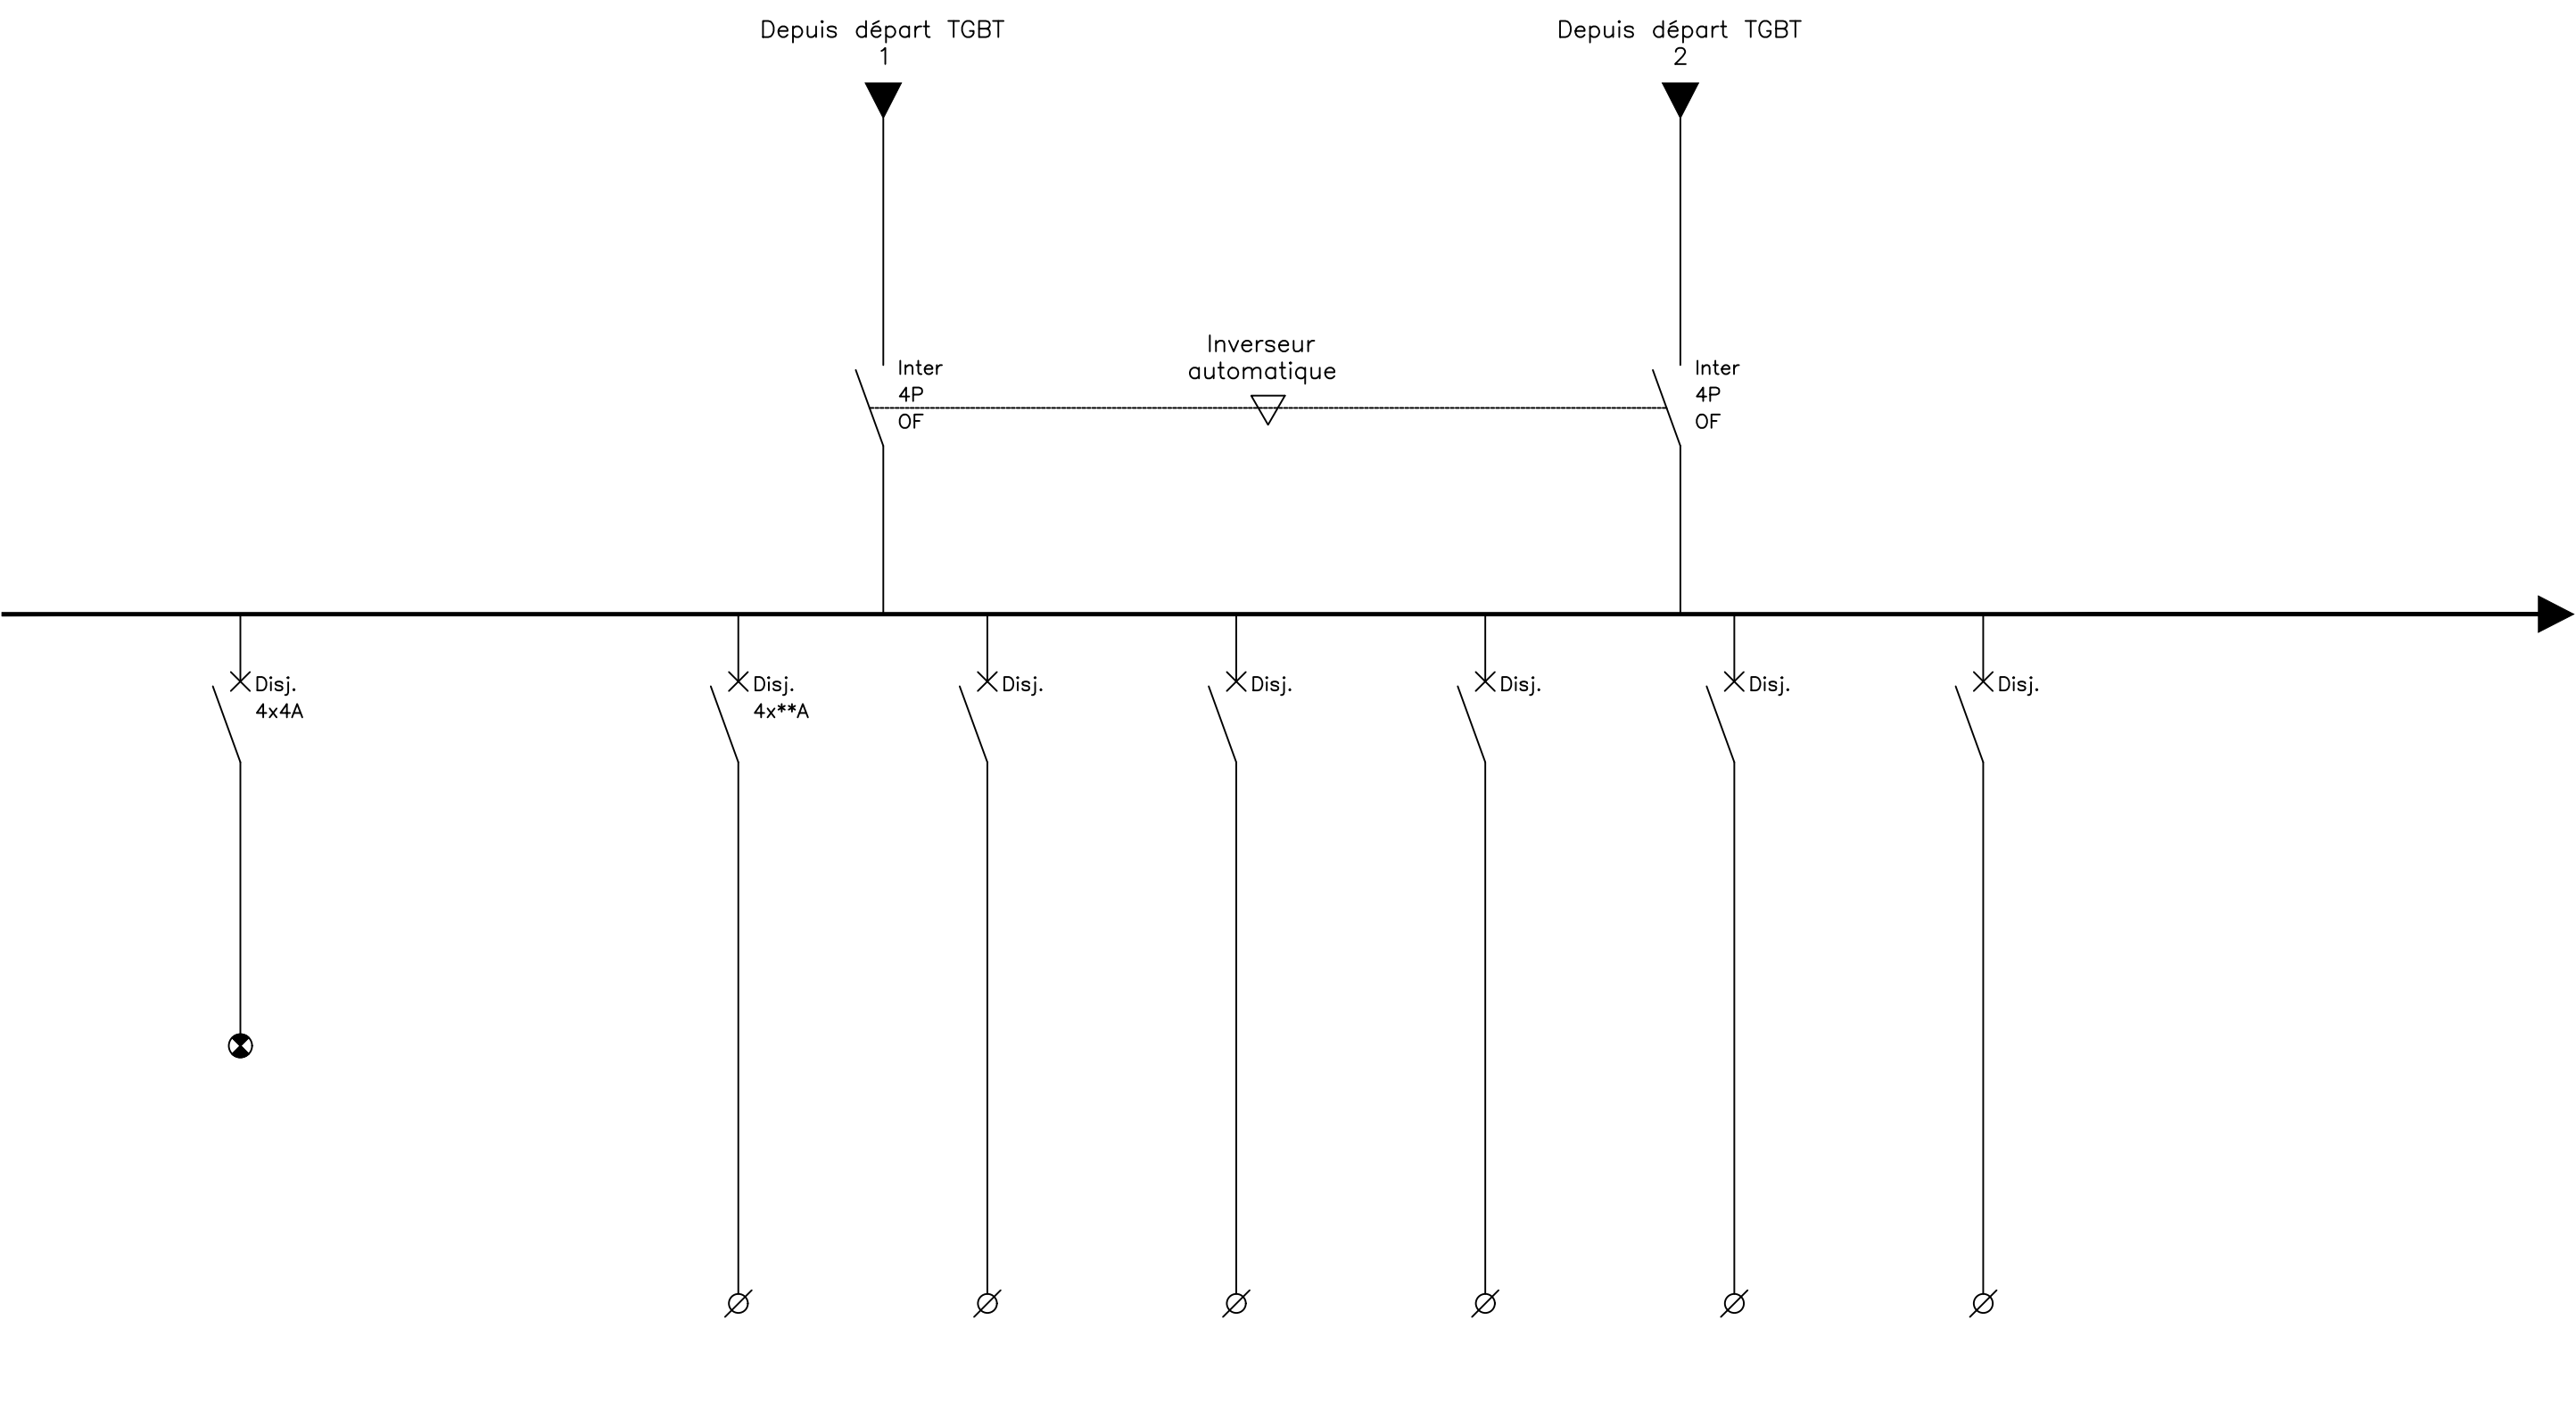 Depuis départ TGBT
1
Depuis départ TGBT
2
Inter
4P
OF
Inverseur
automatique
Inter
4P
OF
Disj.
4x4A
Disj.
4x**A
Disj.
Disj.
Disj.
Disj.
Disj.